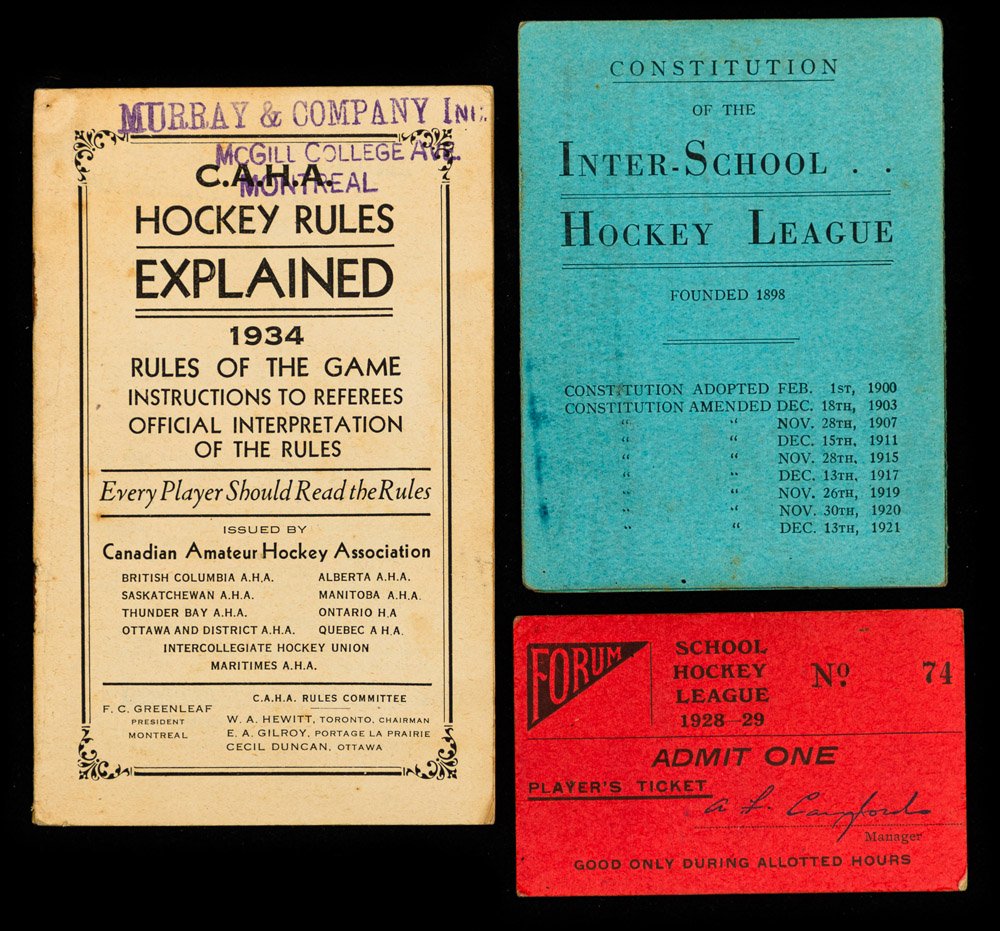 MURRAY & COMPANY INC.
MCGILL COLLEGE AVE.
MONTREAL
C.A.H.A.
HOCKEY RULES
EXPLAINED
1934
RULES OF THE GAME
INSTRUCTIONS TO REFEREES
OFFICIAL INTERPRETATION
OF THE RULES
Every Player Should Read the Rules
ISSUED BY
Canadian Amateur Hockey Association
BRITISH COLUMBIA A.H.A. ALBERTA A.H.A.
SASKATCHEWAN A.H.A. MANITOBA A.H.A.
THUNDER BAY A.H.A. ONTARIO H.A
OTTAWA AND DISTRICT A.H.A. QUEBEC A H.A.
INTERCOLLEGIATE HOCKEY UNION
MARITIMES A.H.A.
F. C. GREENLEAF
PRESIDENT
MONTREAL
C.A.H.A. RULES COMMITTEE
W. A. HEWITT, TORONTO, CHAIRMAN
E. A. GILROY, PORTAGE LA PRAIRIE
CECIL DUNCAN, OTTAWA
CONSTITUTION
OF THE
INTER-SCHOOL . .
HOCKEY LEAGUE
FOUNDED 1898
CONSTITUTION ADOPTED FEB. 1ST, 1900
CONSTITUTION AMENDED DEC. 18TH, 1903
“ “ NOV. 28TH, 1907
“ “ DEC. 15TH, 1911
“ “ NOV. 28TH, 1915
“ “ DEC. 13TH, 1917
“ “ NOV. 26TH, 1919
“ “ NOV. 30TH, 1920
“ “ DEC. 13TH, 1921
FORUM
SCHOOL
HOCKEY
LEAGUE
1928—29
No. 74
ADMIT ONE
PLAYER'S TICKET
Manager
GOOD ONLY DURING ALLOTTED HOURS